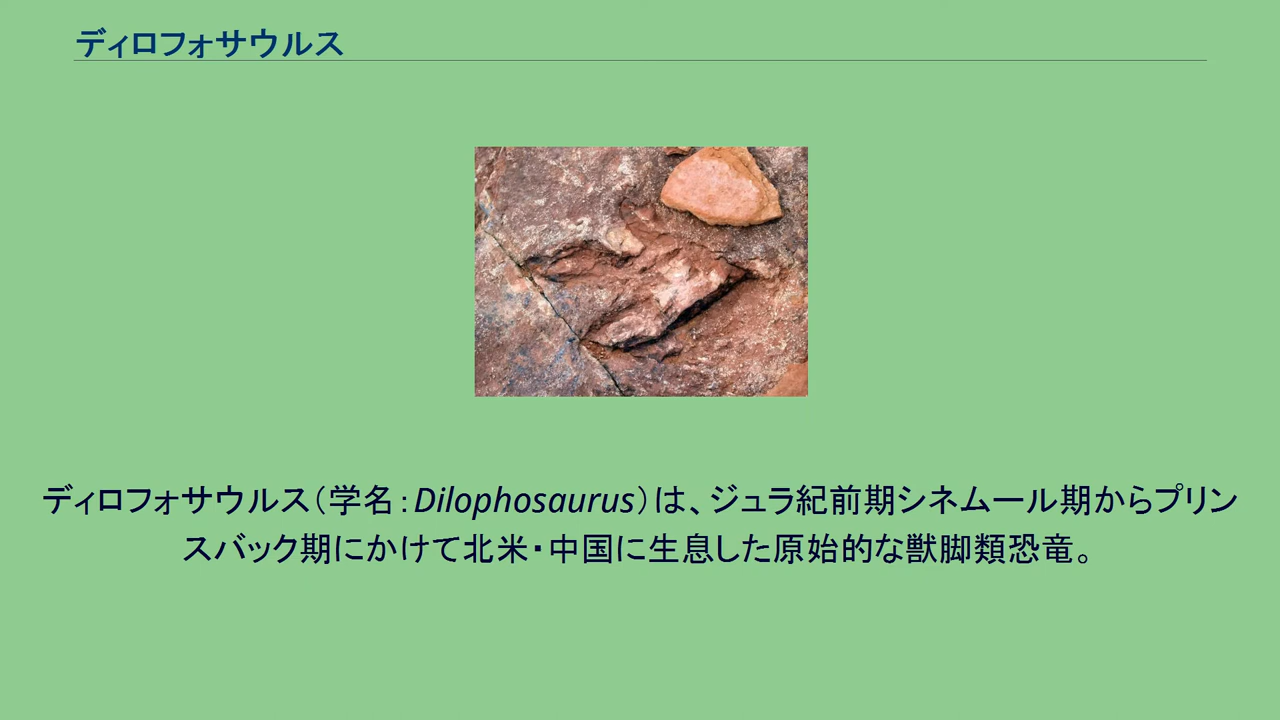 ディロフォサウルス
ディロフォサウルス（学名：Dilophosaurus）は、ジュラ紀前期シネムール期からプリン
スバック期にかけて北米・中国に生息した原始的な獣脚類恐竜。